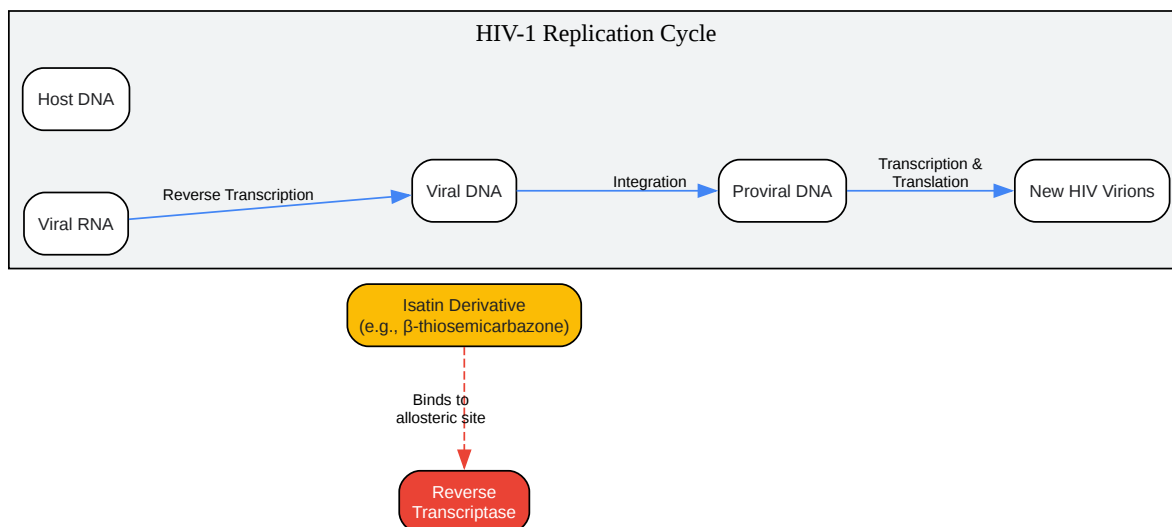 HIV-1 Replication Cycle
Host DNA
Viral RNA
Reverse Transcription
Viral DNA
Integration
Proviral DNA
Transcription &
Translation
New HIV Virions
Isatin Derivative
(e.g., β-thiosemicarbazone)
Binds to
allosteric site
Reverse
Transcriptase